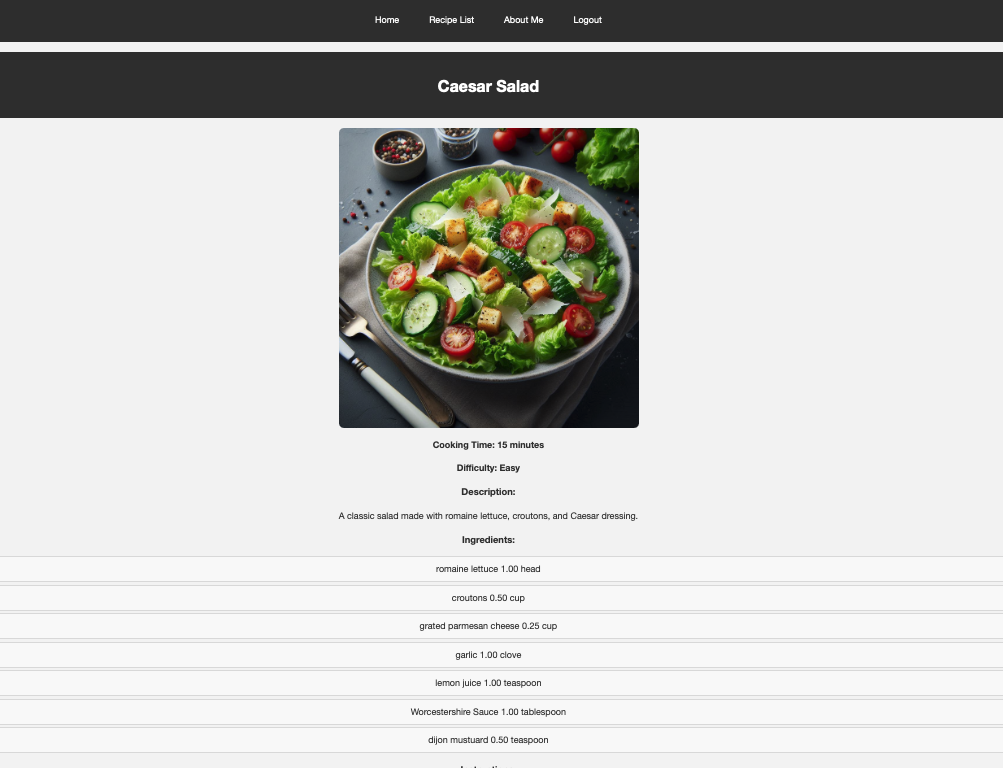 Home Recipe List About Me Logout
Caesar Salad
Cooking Time: 15 minutes
Difficulty: Easy
Description:
A classic salad made with romaine lettuce, croutons, and Caesar dressing.
Ingredients:
romaine lettuce 1.00 head
croutons 0.50 cup
grated parmesan cheese 0.25 cup
garlic 1.00 clove
lemon juice 1.00 teaspoon
Worcestershire Sauce 1.00 tablespoon
dijon mustuard 0.50 teaspoon